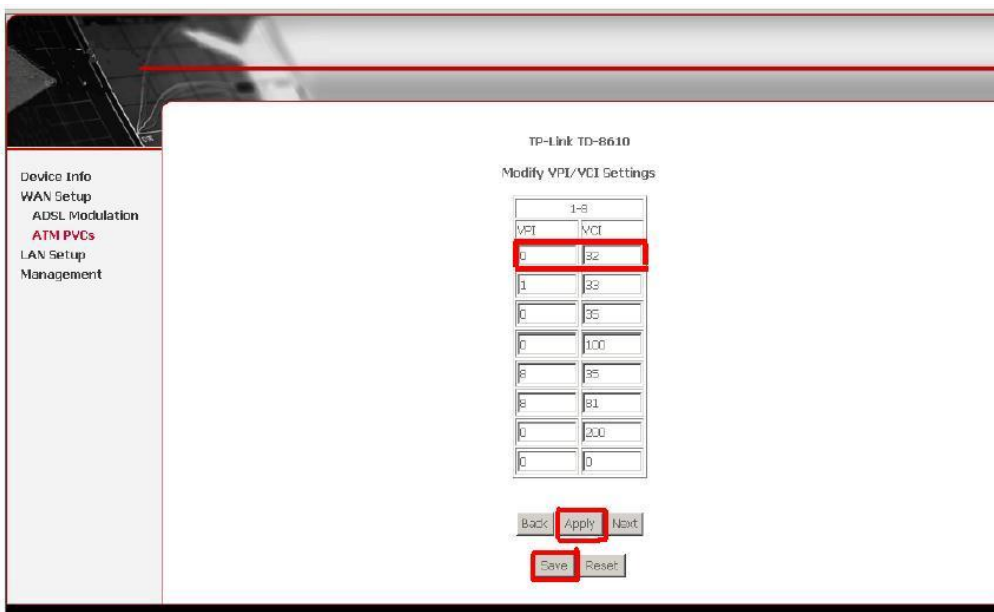 TP-Link TD-8610
Modify VPI/VCI Settings
Device Info
WAN Setup
ADSL Modulation
ATM PVCs
LAN Setup
Management
1-8
VPI VCI
0 32
1 33
0 35
0 100
8 35
8 81
0 200
0 0
Back Apply Next
Save Reset